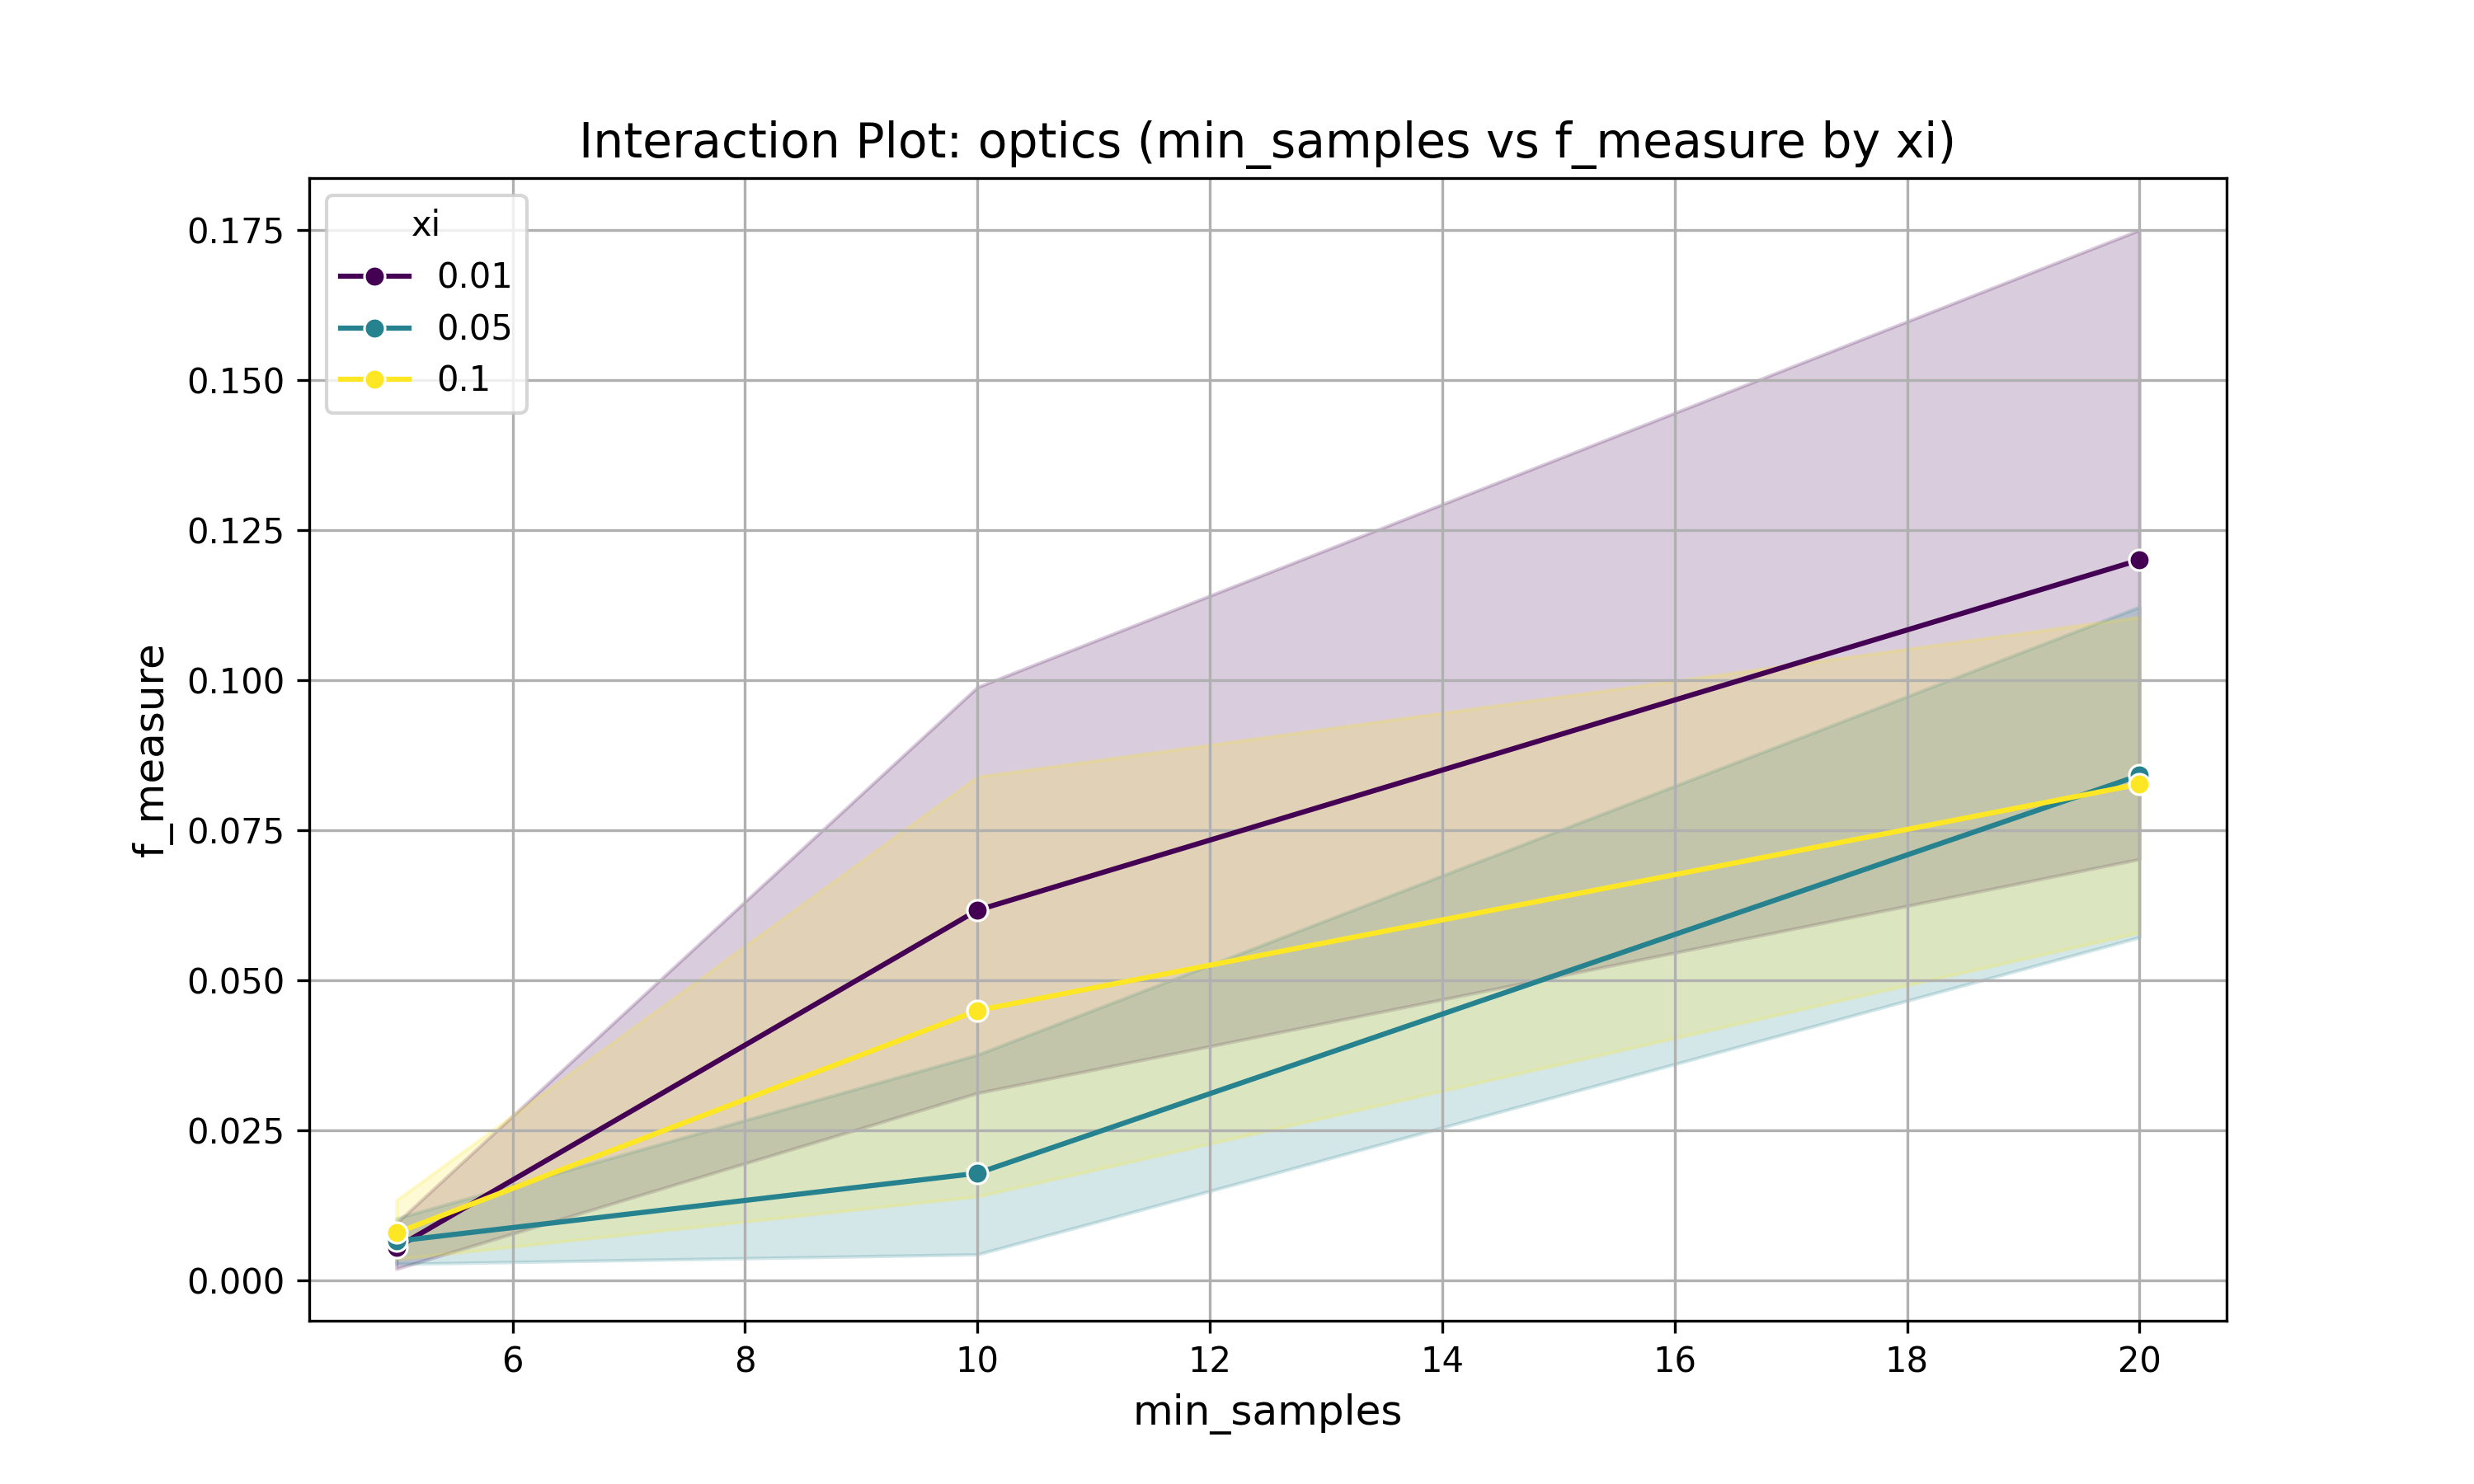 Interaction Plot: optics (min_samples vs f_measure by xi)
xi
0.01
0.05
0.1
f_measure
0.175
0.150
0.125
0.100
0.075
0.050
0.025
0.000
6 8 10 12 14 16 18 20
min_samples